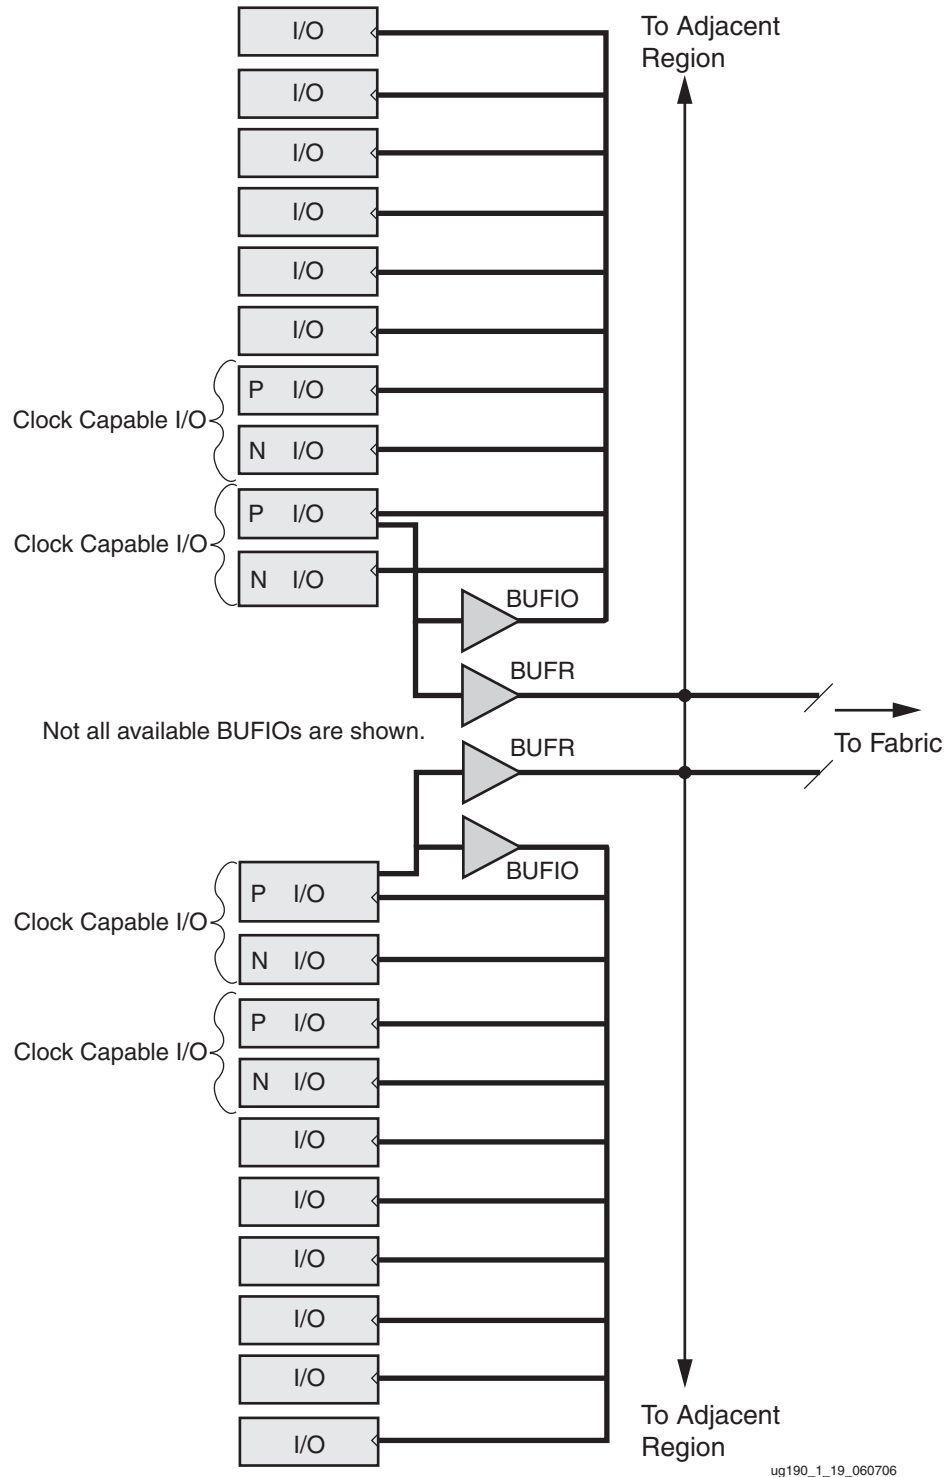 I/O
To Adjacent
Region
I/O
I/O
I/O
I/O
I/O
P I/O
Clock Capable I/O
N I/O
P I/O
Clock Capable I/O
N I/O
BUFIO
BUFR
Not all available BUFIOs are shown.
To Fabric
BUFR
BUFIO
P I/O
Clock Capable I/O
N I/O
P I/O
Clock Capable I/O
N I/O
I/O
I/O
I/O
I/O
I/O
To Adjacent
Region
I/O
ug190_1_19_060706